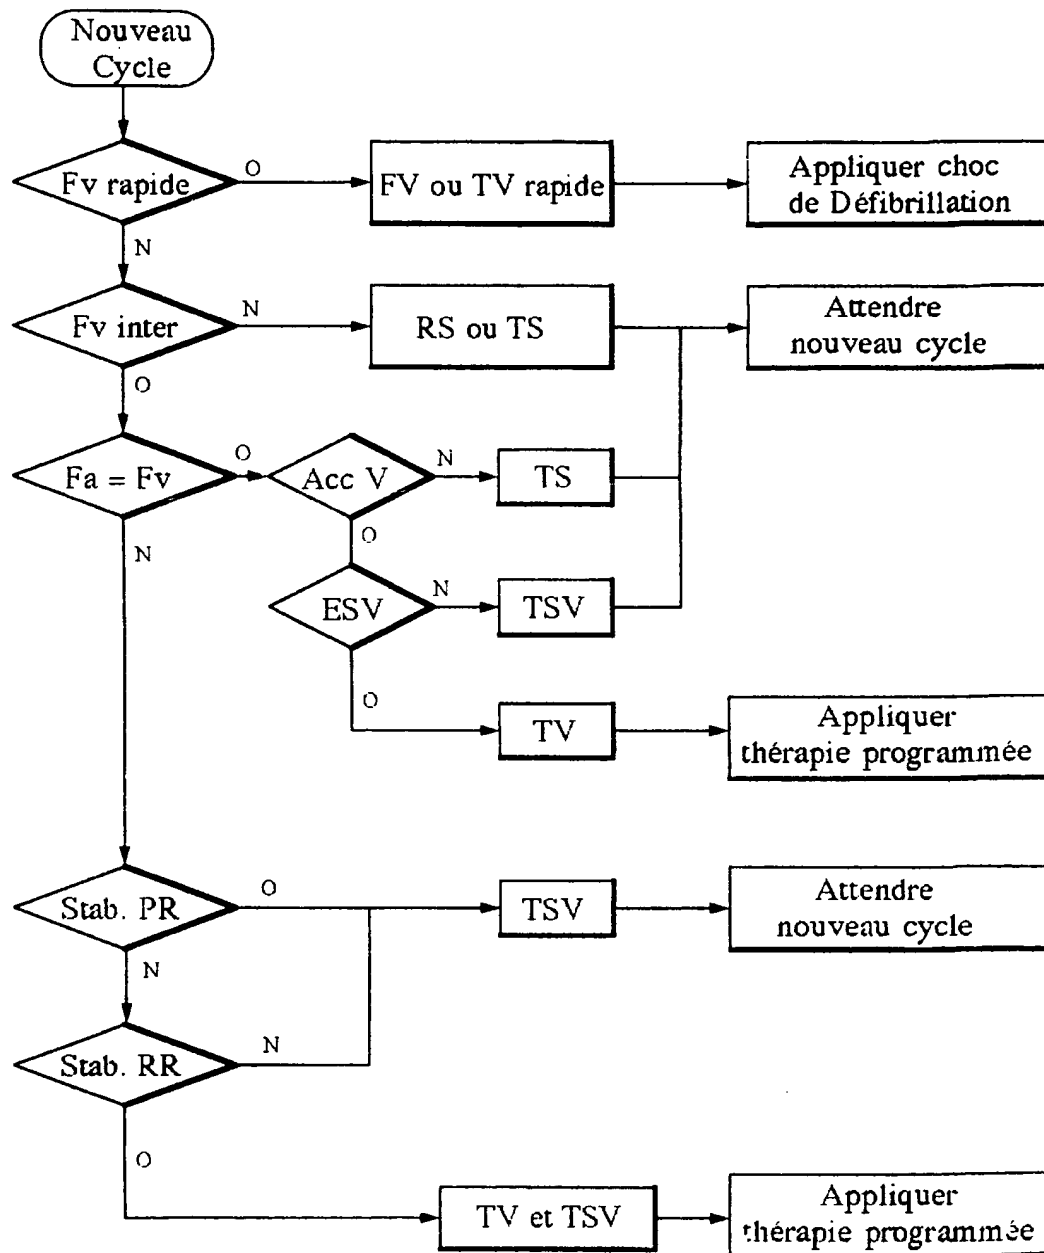 Nouveau
Cycle
Fv rapide
O
FV ou TV rapide
Appliquer choc
de Défibrillation
N
Fv inter
N
RS ou TS
Attendre
nouveau cycle
O
Fa = Fv
O
Acc V
N
TS
N
O
ESV
N
TSV
O
TV
Appliquer
thérapie programmée
Stab. PR
O
TSV
Attendre
nouveau cycle
N
Stab. RR
N
O
TV et TSV
Appliquer
thérapie programmée